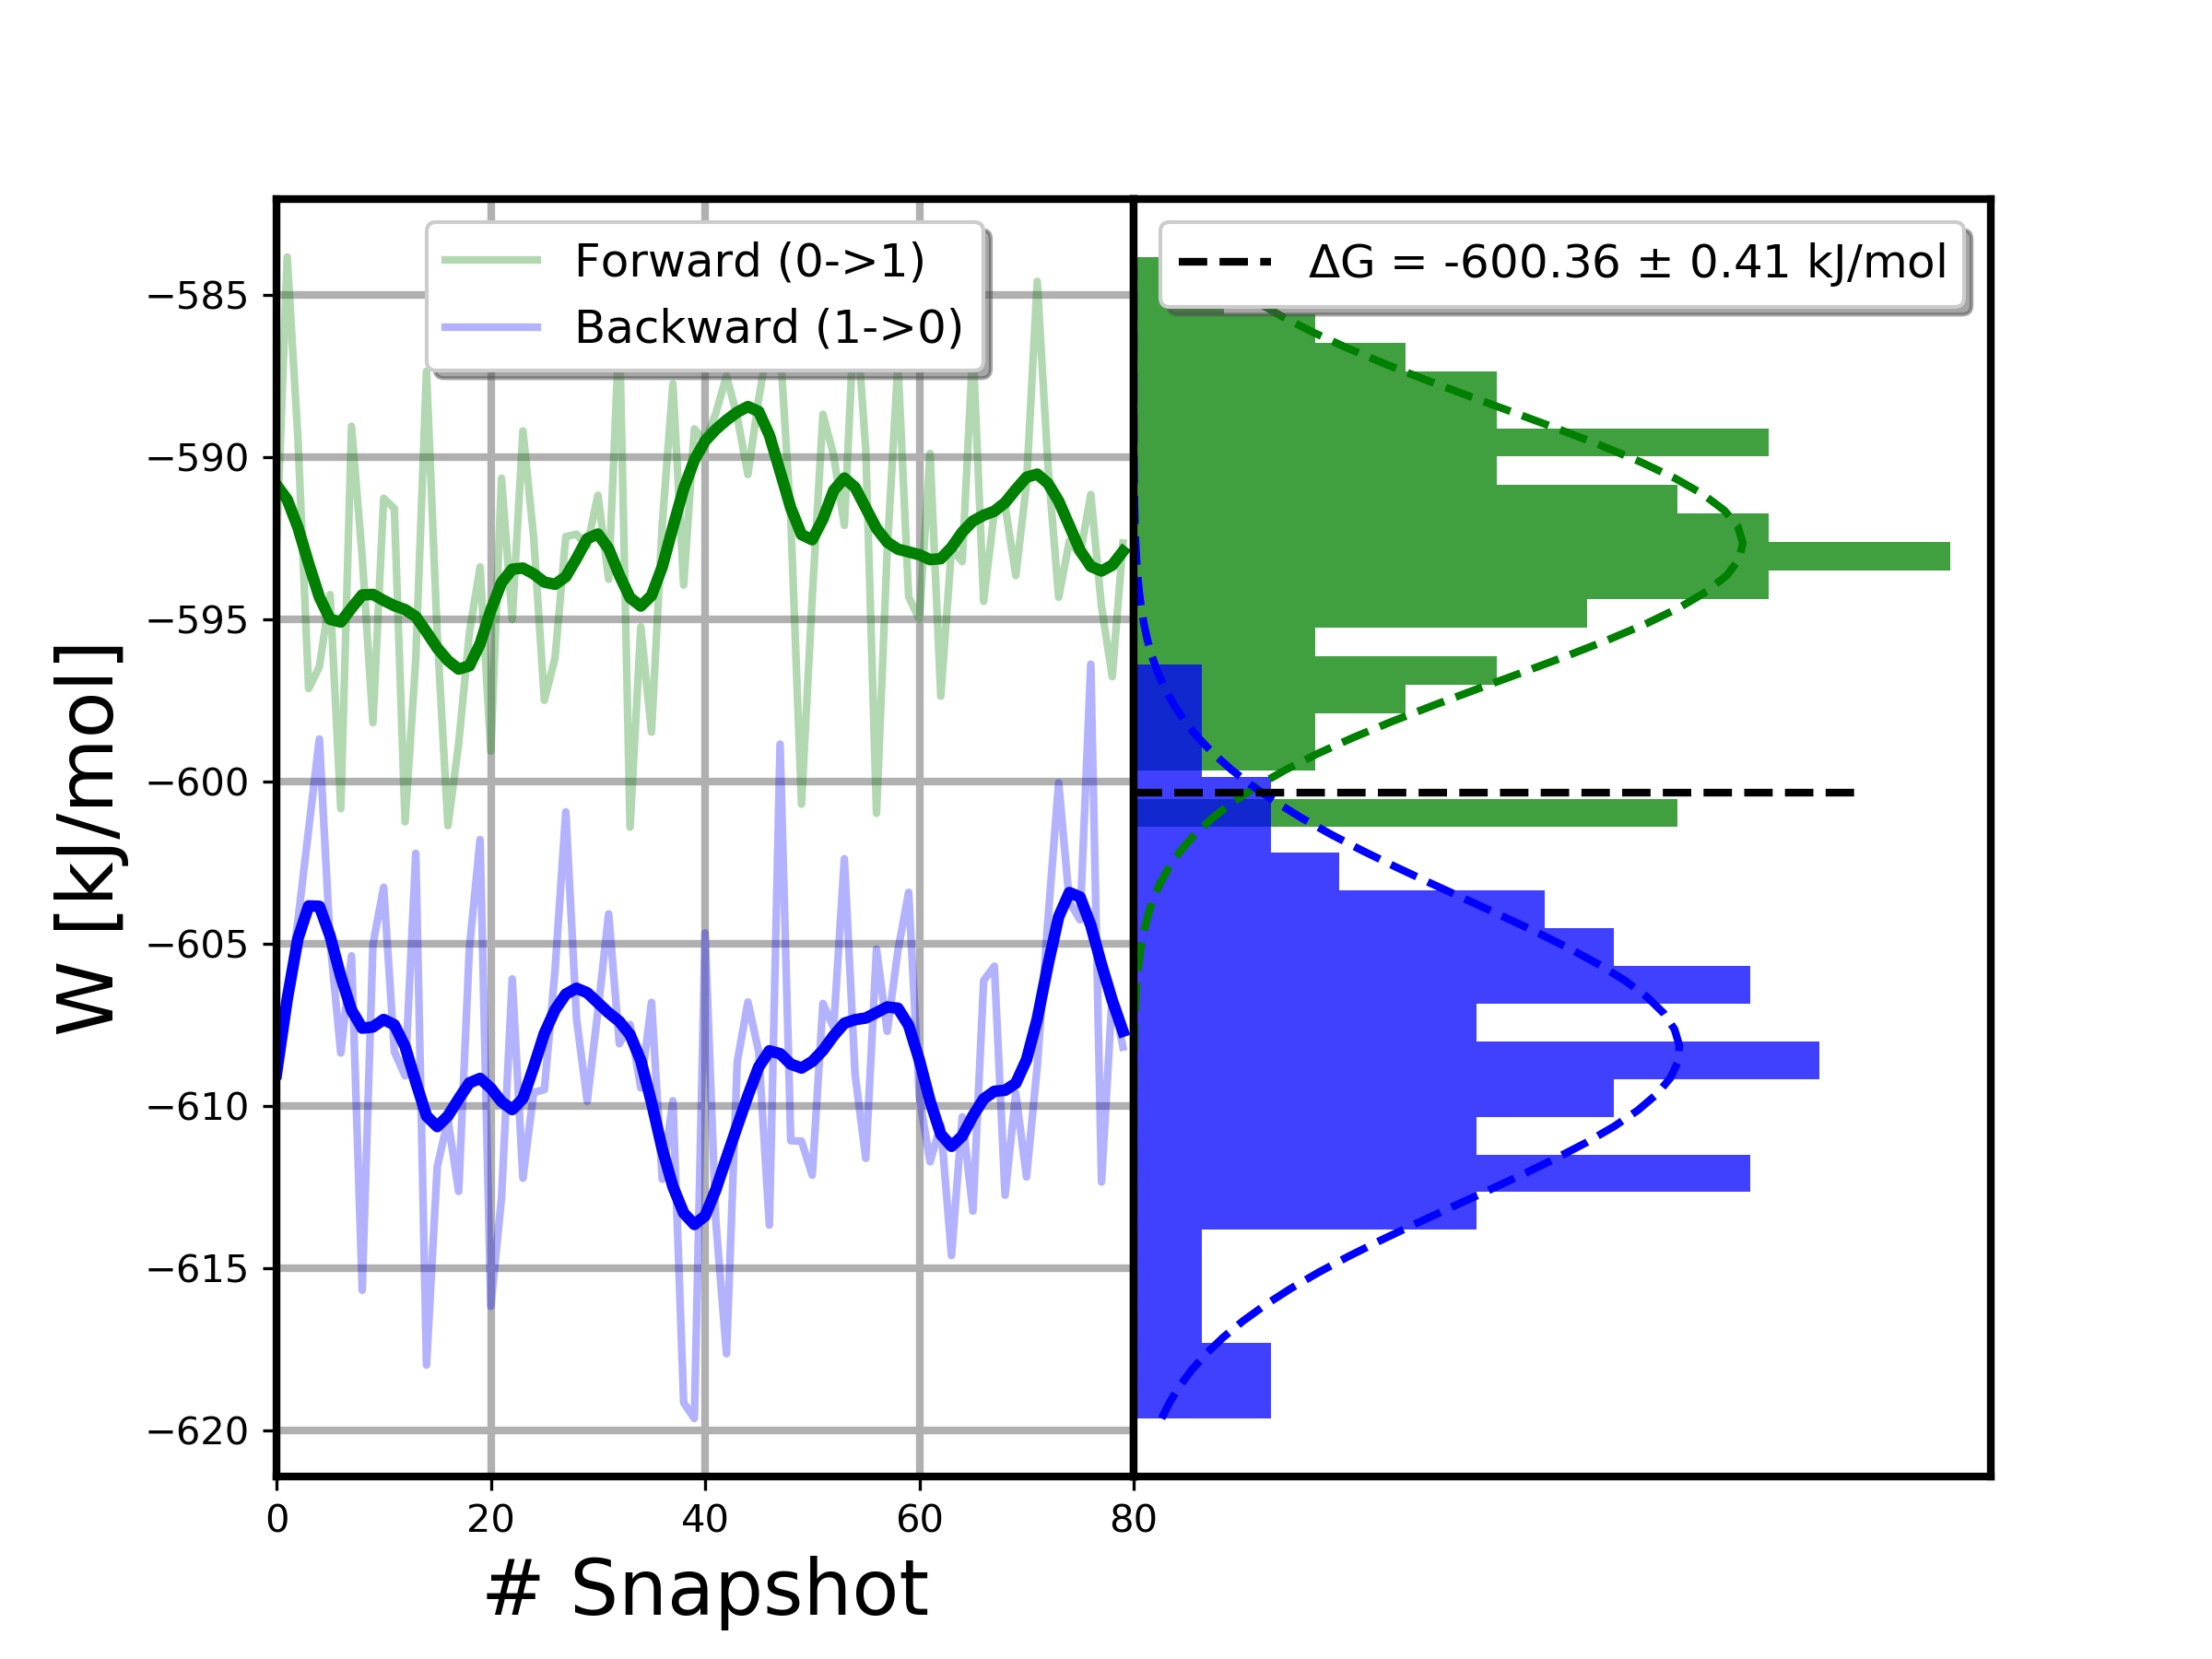 Forward (0->1)
Backward (1->0)
ΔG = -600.36 ± 0.41 kJ/mol
W [kJ/mol]
−585
−590
−595
−600
−605
−610
−615
−620
0 20 40 60 80
# Snapshot